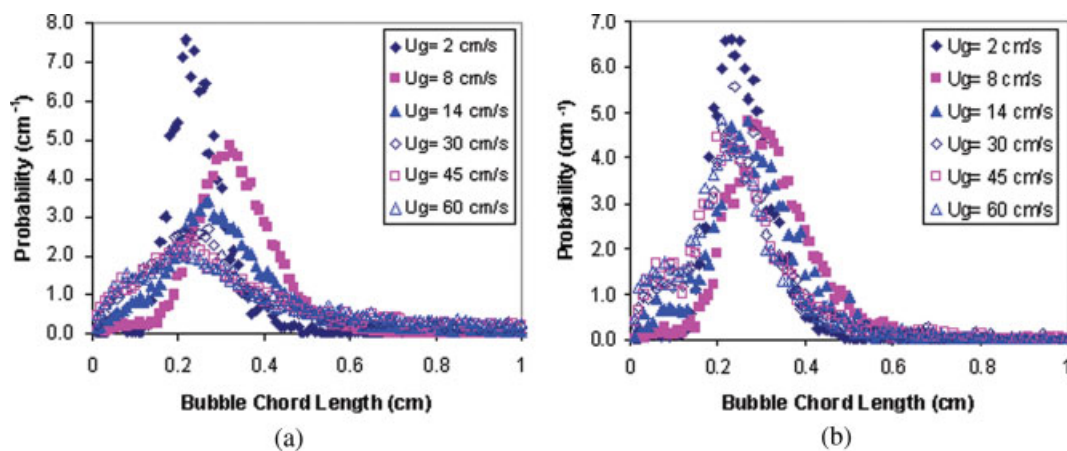 8.0
7.0
6.0
5.0
4.0
3.0
2.0
1.0
0.0
Probability (cm⁻¹)
0
0.2
0.4
0.6
0.8
1
Bubble Chord Length (cm)
Ug= 2 cm/s
Ug= 8 cm/s
Ug= 14 cm/s
Ug= 30 cm/s
Ug= 45 cm/s
Ug= 60 cm/s
(a)
7.0
6.0
5.0
4.0
3.0
2.0
1.0
0.0
Probability (cm⁻¹)
0
0.2
0.4
0.6
0.8
1
Bubble Chord Length (cm)
Ug= 2 cm/s
Ug= 8 cm/s
Ug= 14 cm/s
Ug= 30 cm/s
Ug= 45 cm/s
Ug= 60 cm/s
(b)